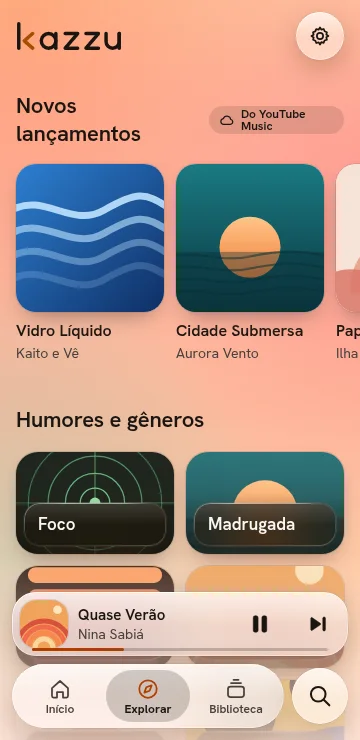 kazzu
Novos
lançamentos
Do YouTube
Music
Vidro Líquido
Kaito e Vê
Cidade Submersa
Aurora Vento
Pap
Ilha
Humores e gêneros
Foco
Madrugada
Quase Verão
Nina Sabiá
Início
Explorar
Biblioteca